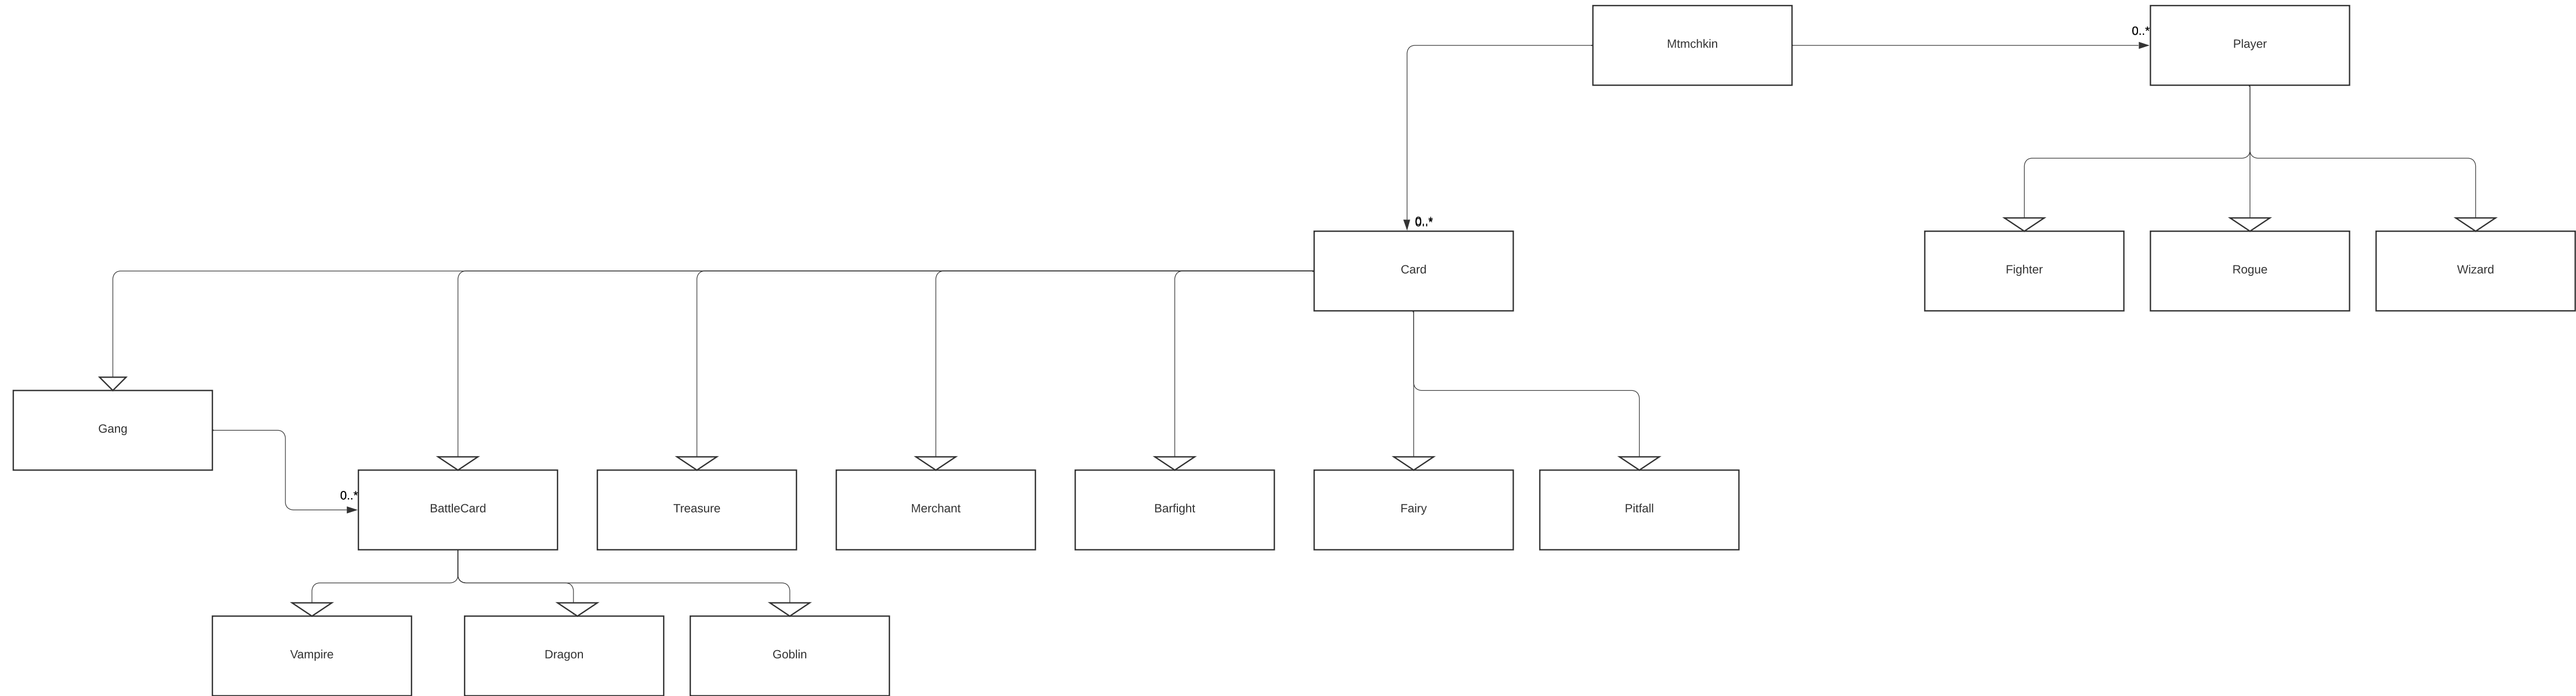 Mtmchkin
0..*
Player
0..*
Card
Fighter
Rogue
Wizard
Gang
0..*
BattleCard
Treasure
Merchant
Barfight
Fairy
Pitfall
Vampire
Dragon
Goblin